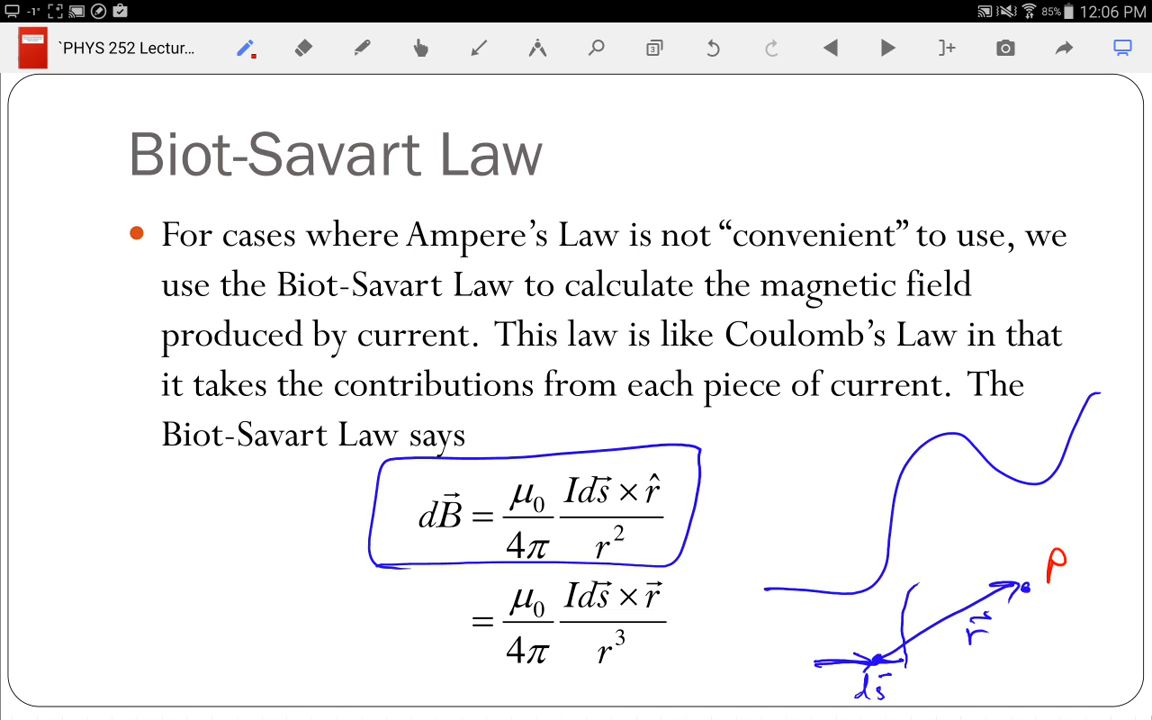 -1° 85% 12:06 PM
`PHYS 252 Lectur... 3
Biot-Savart Law
• For cases where Ampere’s Law is not “convenient” to use, we
use the Biot-Savart Law to calculate the magnetic field
produced by current. This law is like Coulomb’s Law in that
it takes the contributions from each piece of current. The
Biot-Savart Law says
dB⃗ = μ₀/4π Ids⃗ × r̂/r²
= μ₀/4π Ids⃗ × r⃗/r³
P
r⃗
ds⃗